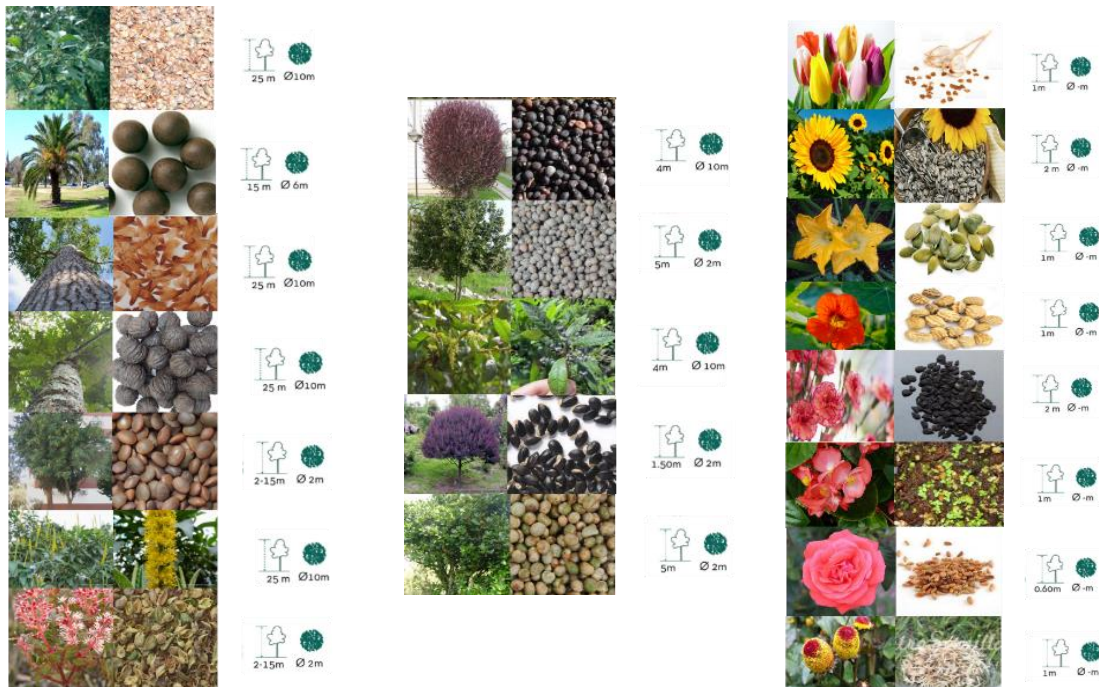 25 m Ø10m
15 m Ø 6m
25 m Ø10m
25 m Ø10m
2-15m Ø 2m
25 m Ø10m
2-15m Ø 2m
4m Ø 10m
5m Ø 2m
4m Ø 10m
1.50m Ø 2m
5m Ø 2m
1m Ø -m
2 m Ø -m
1m Ø -m
1m Ø -m
2 m Ø -m
1m Ø -m
0.60m Ø -m
1m Ø -m